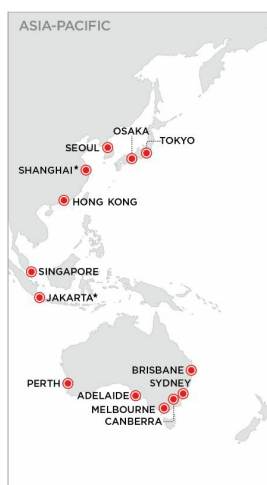 ASIA-PACIFIC
OSAKA
TOKYO
SEOUL
SHANGHAI*
HONG KONG
SINGAPORE
JAKARTA*
BRISBANE
SYDNEY
PERTH
ADELAIDE
MELBOURNE
CANBERRA